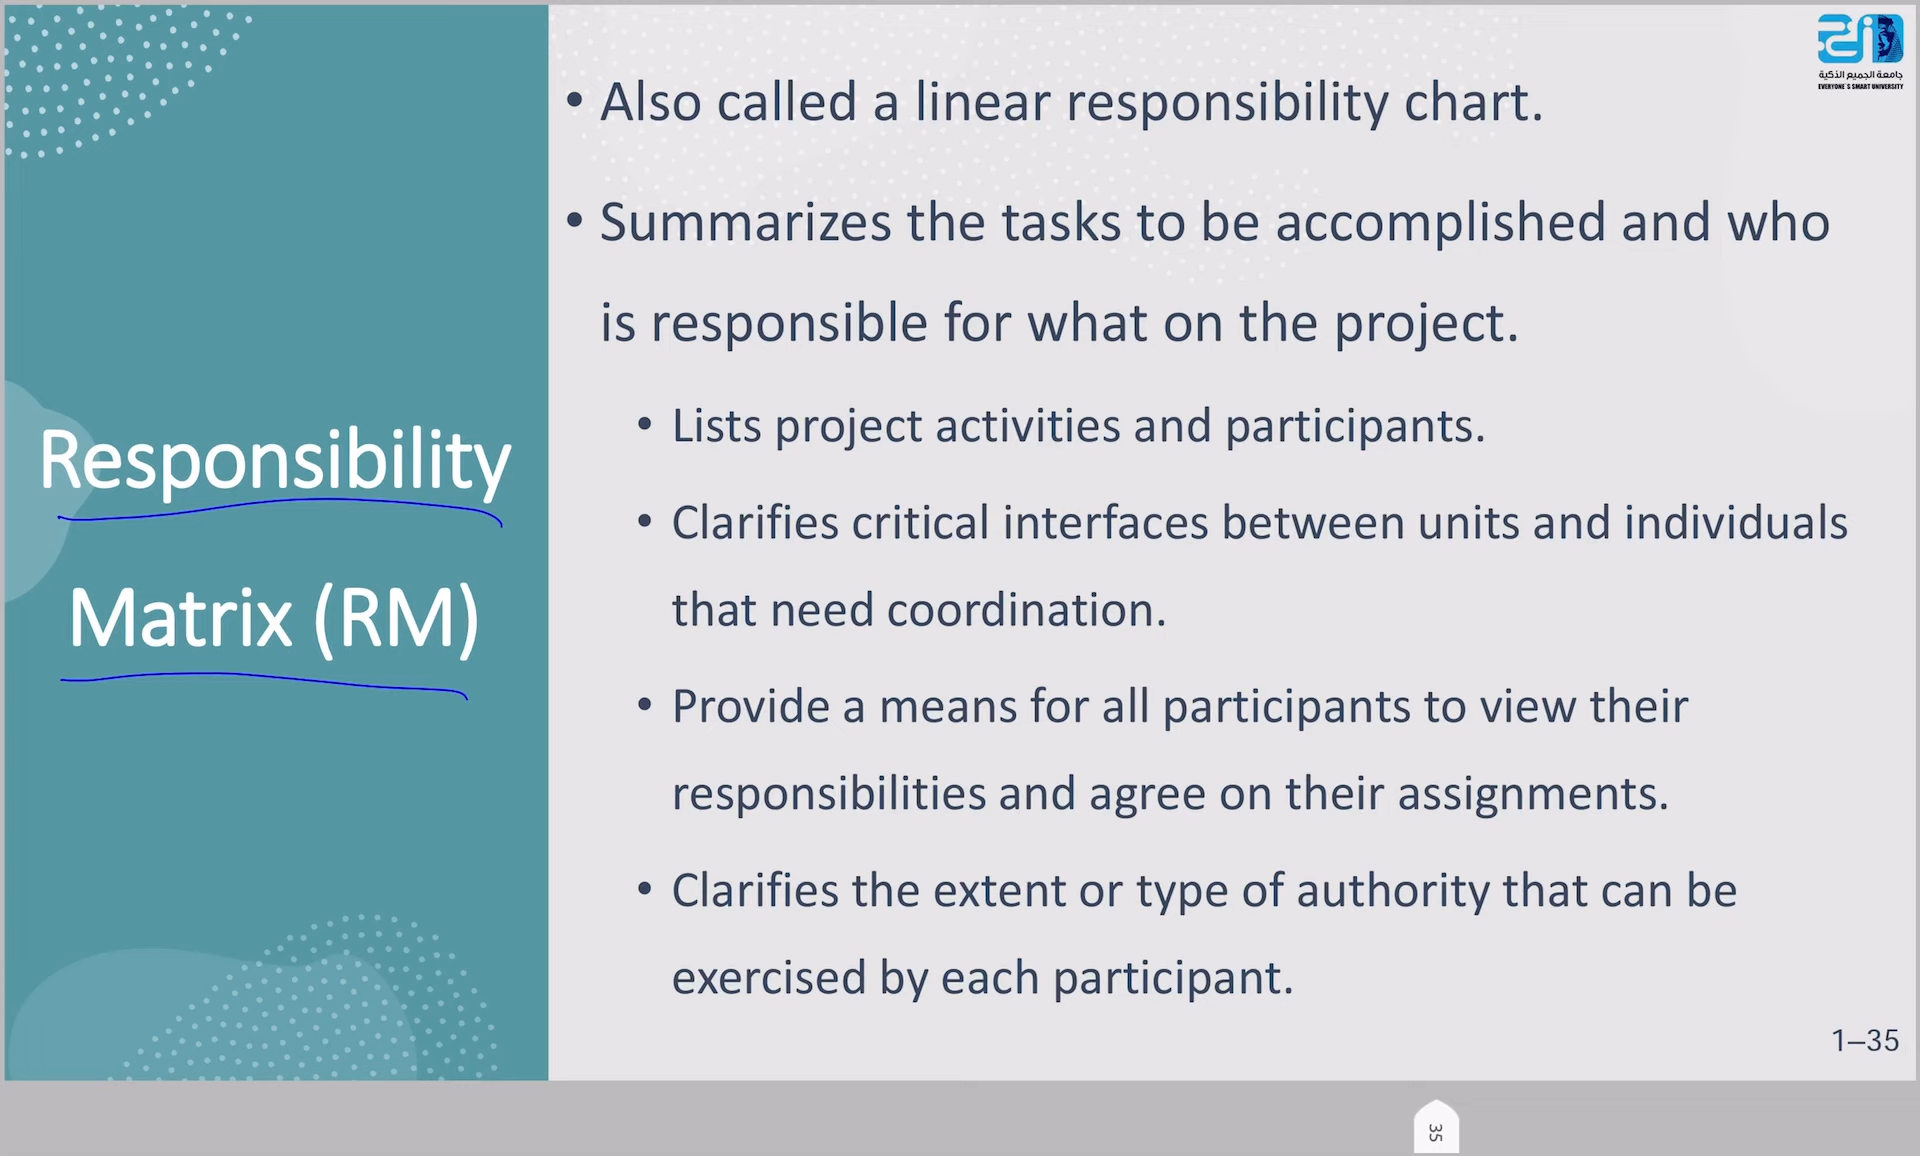 جامعة الجميع الذكية
EVERYONE'S SMART UNIVERSITY
Responsibility
Matrix (RM)
• Also called a linear responsibility chart.
• Summarizes the tasks to be accomplished and who
is responsible for what on the project.
• Lists project activities and participants.
• Clarifies critical interfaces between units and individuals
that need coordination.
• Provide a means for all participants to view their
responsibilities and agree on their assignments.
• Clarifies the extent or type of authority that can be
exercised by each participant.
1–35
35